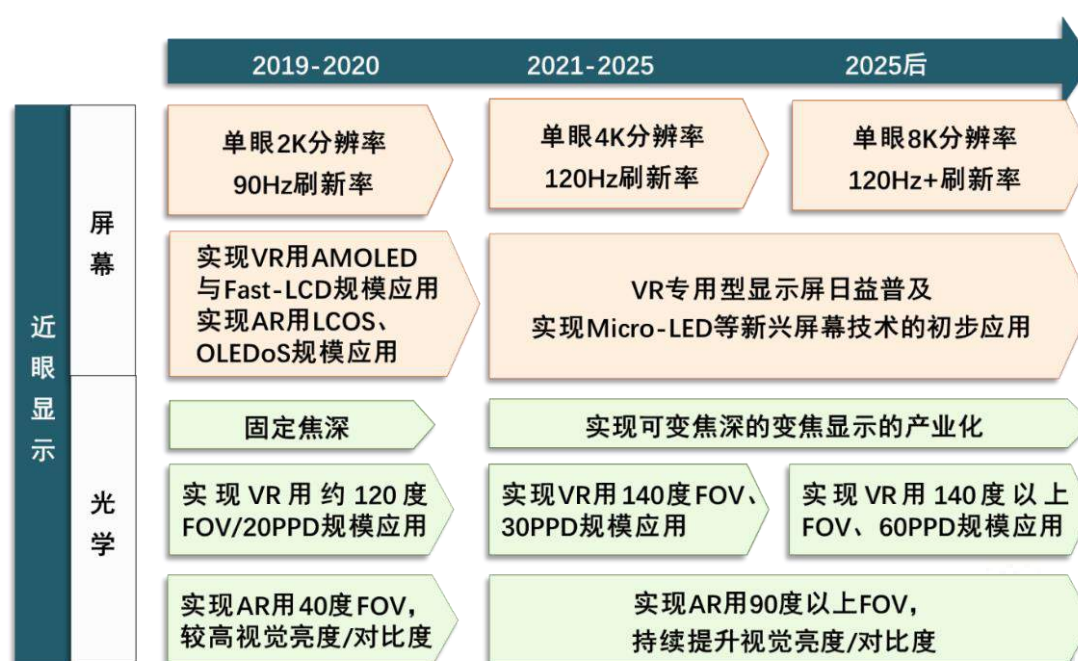 2019-2020
2021-2025
2025后
近眼显示
屏幕
单眼2K分辨率
90Hz刷新率
单眼4K分辨率
120Hz刷新率
单眼8K分辨率
120Hz+刷新率
实现VR用AMOLED
与Fast-LCD规模应用
实现AR用LCOS、
OLEDoS规模应用
VR专用型显示屏日益普及
实现Micro-LED等新兴屏幕技术的初步应用
光学
固定焦深
实现可变焦深的变焦显示的产业化
实现VR用约120度
FOV/20PPD规模应用
实现VR用140度FOV、
30PPD规模应用
实现VR用140度以上
FOV、60PPD规模应用
实现AR用40度FOV，
较高视觉亮度/对比度
实现AR用90度以上FOV，
持续提升视觉亮度/对比度